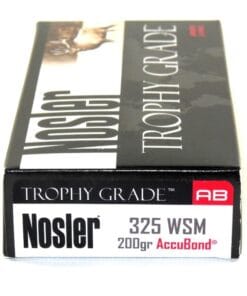 Nosler
TROPHY GRADE
TROPHY GRADE™ AB
Nosler® 325 WSM
200gr AccuBond®